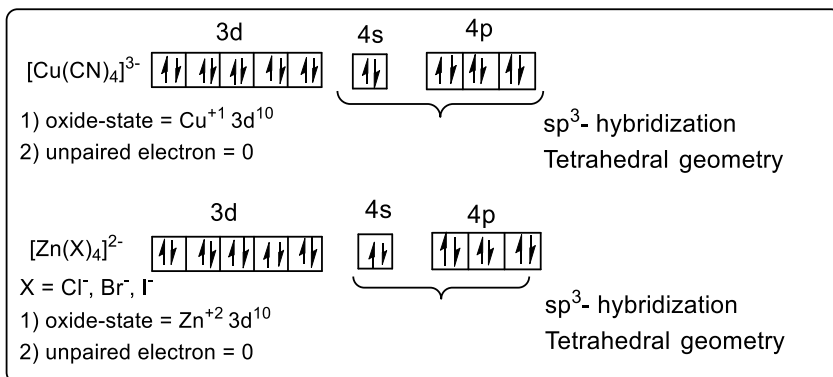 3d 4s 4p
[Cu(CN)₄]³⁻
1) oxide-state = Cu⁺¹ 3d¹⁰
2) unpaired electron = 0
sp³- hybridization
Tetrahedral geometry
3d 4s 4p
[Zn(X)₄]²⁻
X = Cl⁻, Br⁻, I⁻
1) oxide-state = Zn⁺² 3d¹⁰
2) unpaired electron = 0
sp³- hybridization
Tetrahedral geometry